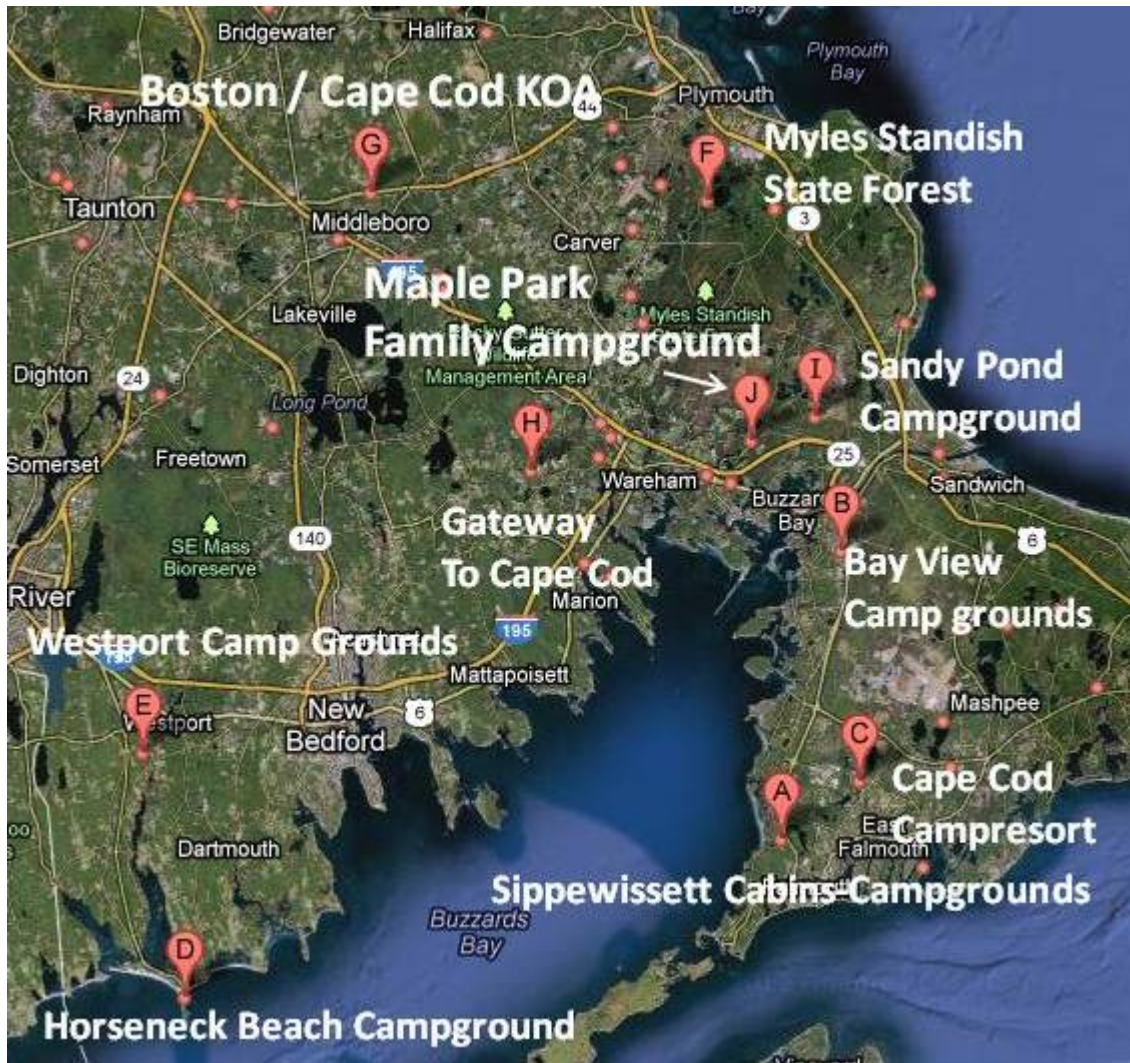 Bay
Bridgewater
Halifax
Plymouth
Bay
Boston / Cape Cod KOA
44
Plymouth
Raynham
G
F
Myles Standish
State Forest
Taunton
Middleboro
3
Carver
Maple Park
Lakeville
Myles Standish
Family Campground
Management Area
Dighton
24
Long Pond
J
I
Sandy Pond
Campground
H
Somerset
Freetown
25
Wareham
Sandwich
Buzzards
Bay
B
SE Mass
Bioreserve
140
Gateway
To Cape Cod
6
Bay View
Camp grounds
River
Marion
195
Westport Camp Grounds
195
Mattapoisett
Mashpee
E
Westport
New
Bedford
6
C
Cape Cod
Campresort
A
East
Falmouth
Dartmouth
Sippewissett Cabins-Campgrounds
Buzzards
Bay
D
Horseneck Beach Campground